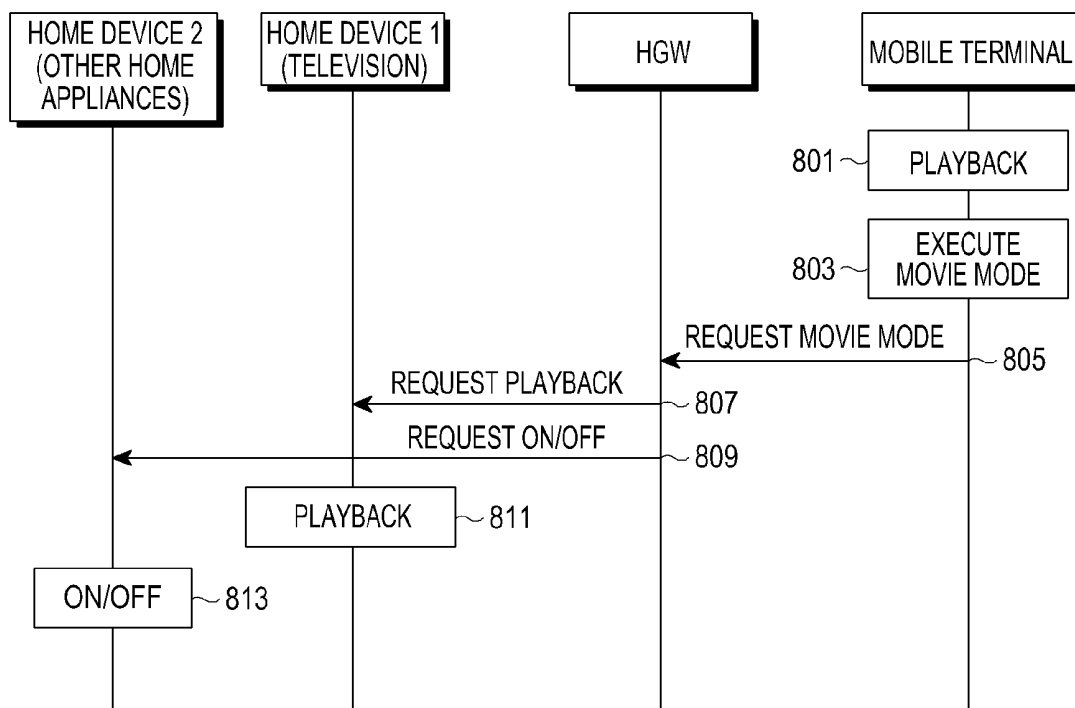 HOME DEVICE 2
(OTHER HOME
APPLIANCES)
HOME DEVICE 1
(TELEVISION)
HGW
MOBILE TERMINAL
801
PLAYBACK
803
EXECUTE
MOVIE MODE
REQUEST MOVIE MODE
805
REQUEST PLAYBACK
807
REQUEST ON/OFF
809
PLAYBACK
811
ON/OFF
813